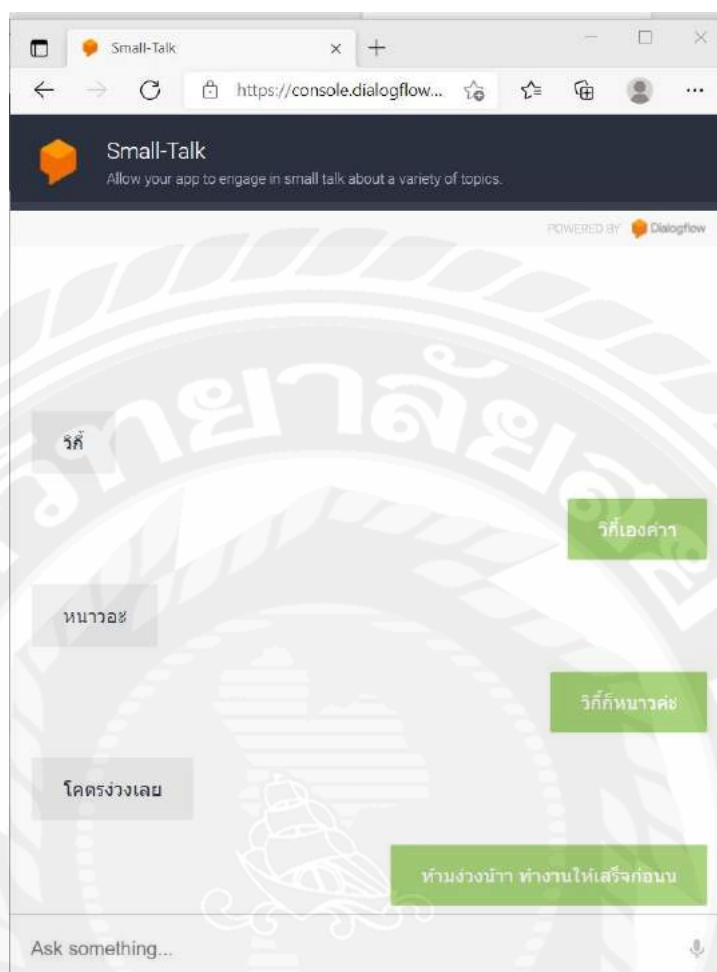 Small-Talk
https://console.dialogflow...
Small-Talk
Allow your app to engage in small talk about a variety of topics.
POWERED BY Dialogflow
วิกี้
วิกี้เองค่าา
หนาวอะ
วิกี้ก็หนาวค่ะ
โคตรง่วงเลย
ห้ามง่วงน้าา ทำงานให้เสร็จก่อนน
Ask something...